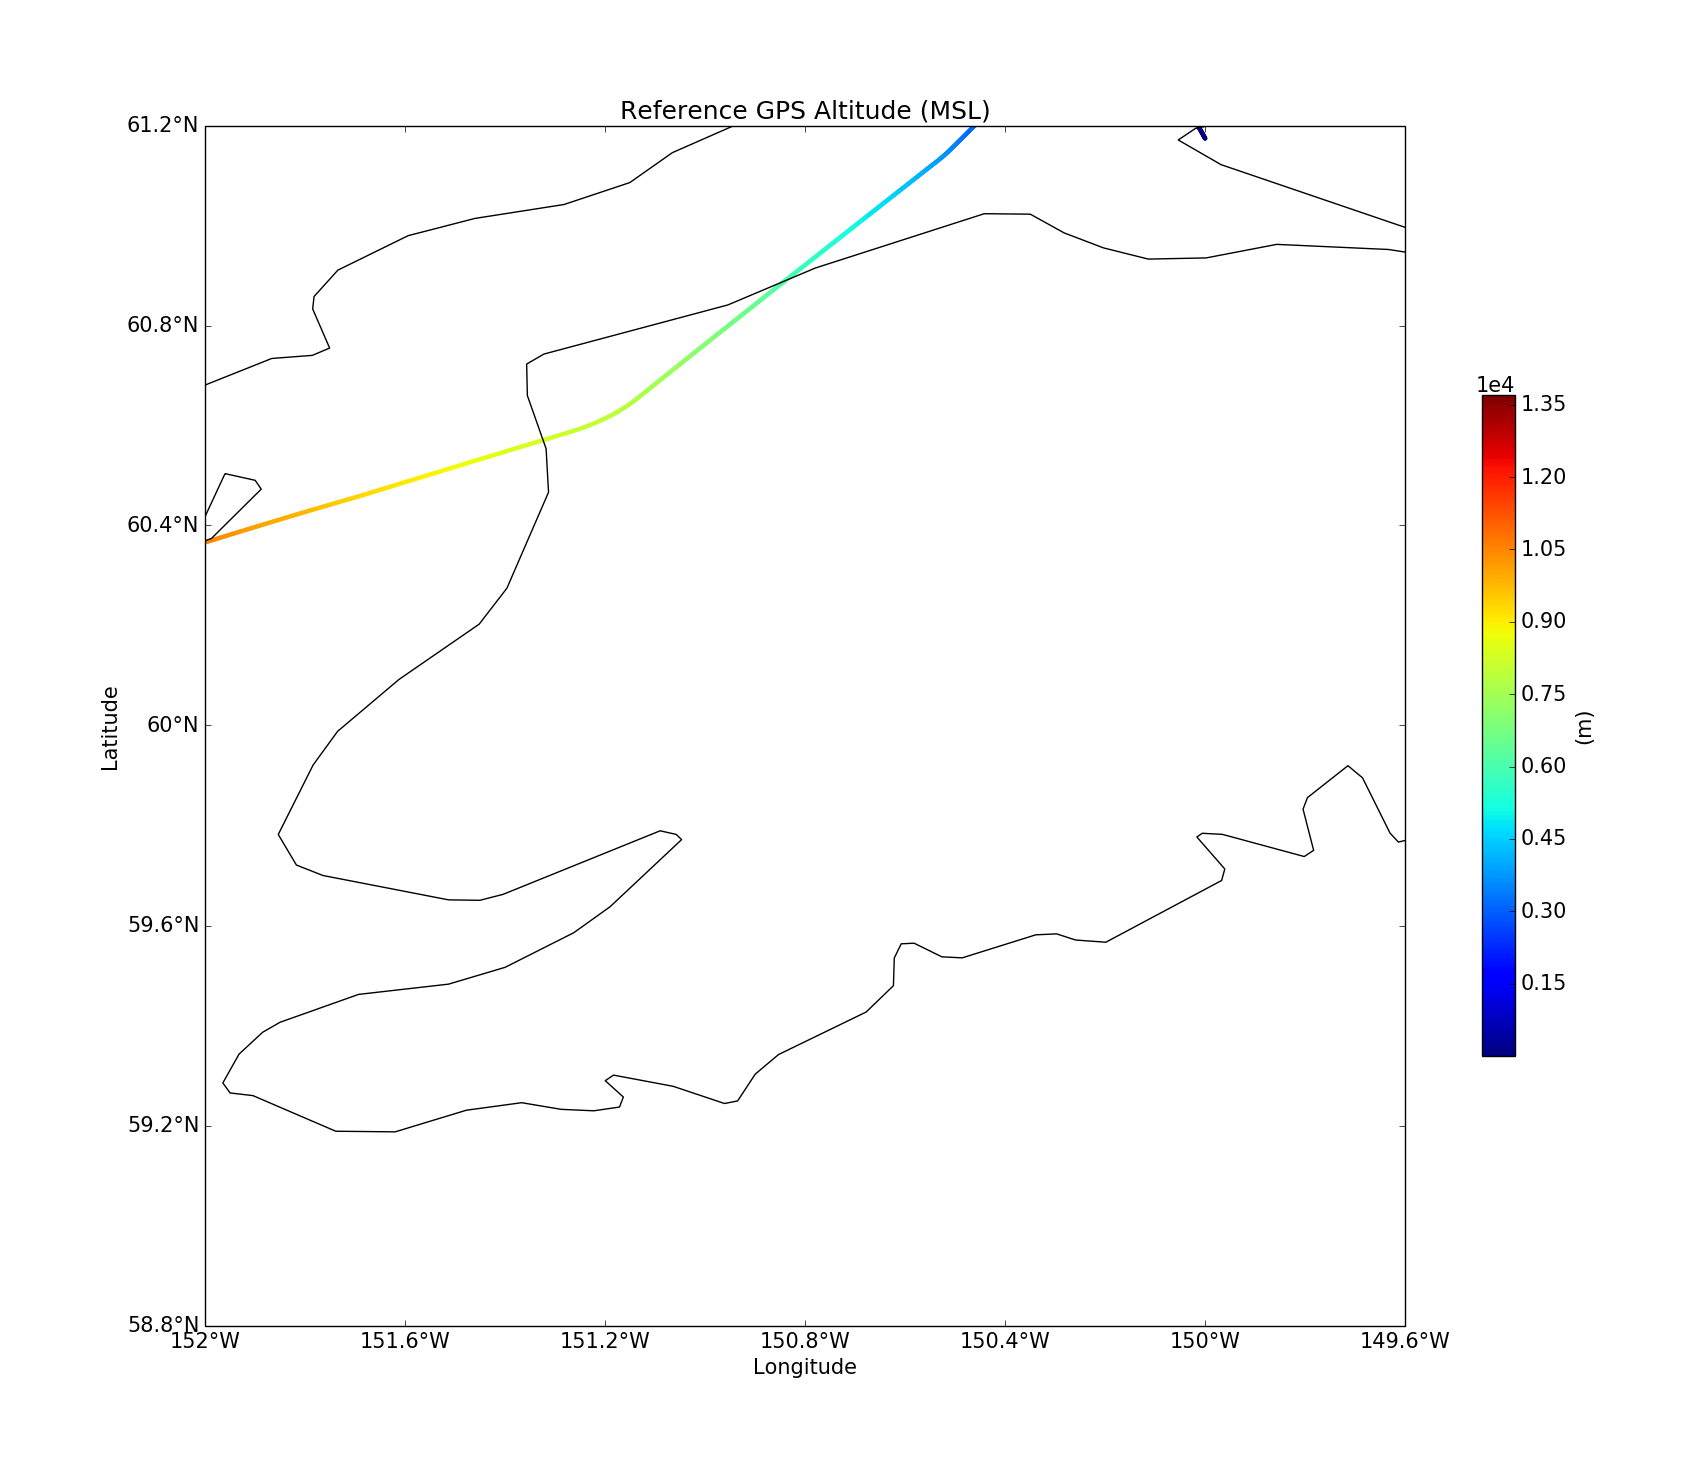 Reference GPS Altitude (MSL)
61.2°N
60.8°N
60.4°N
60°N
59.6°N
59.2°N
58.8°N
Latitude
152°W
151.6°W
151.2°W
150.8°W
150.4°W
150°W
149.6°W
Longitude
1e4
1.35
1.20
1.05
0.90
0.75
0.60
0.45
0.30
0.15
(m)